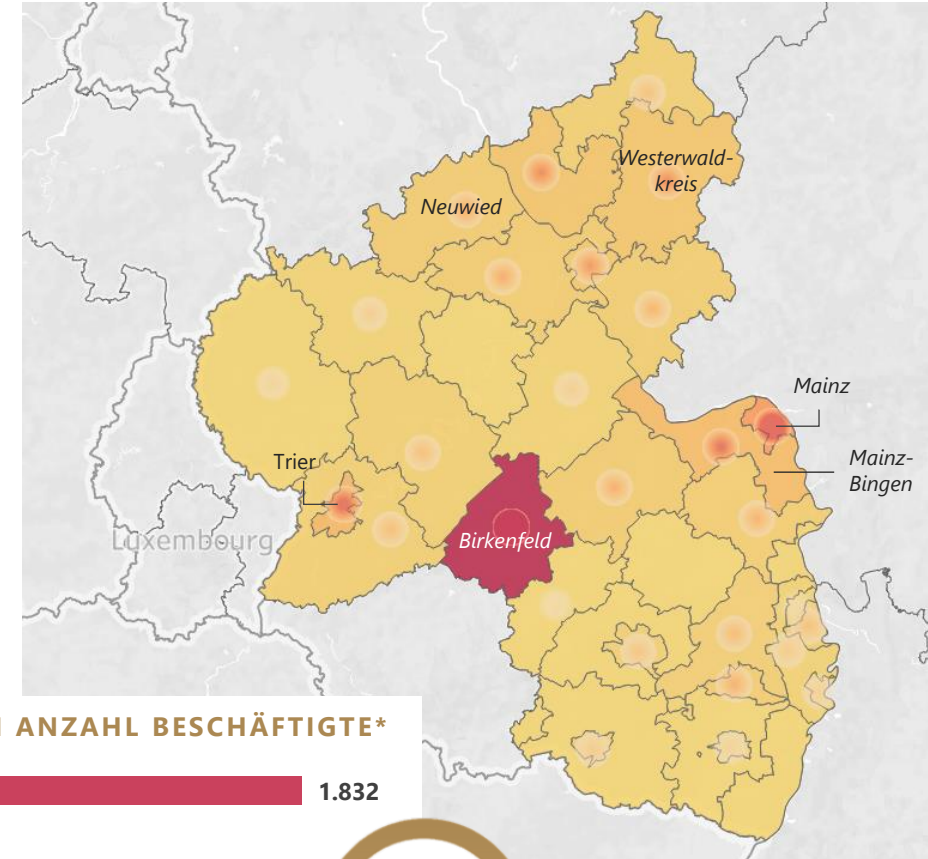 Westerwald-
kreis
Neuwied
Mainz
Mainz-
Bingen
Trier
Luxembourg
Birkenfeld
ANZAHL BESCHÄFTIGTE*
1.832